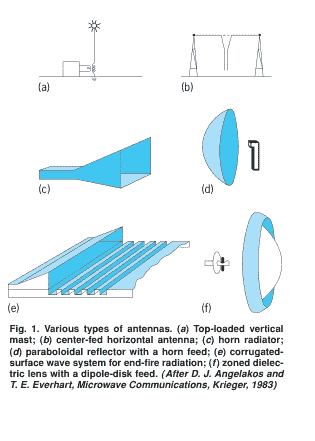 (a)
(b)
(c)
(d)
(e)
(f)
Fig. 1. Various types of antennas. (a) Top-loaded vertical
mast; (b) center-fed horizontal antenna; (c) horn radiator;
(d) paraboloidal reflector with a horn feed; (e) corrugated-
surface wave system for end-fire radiation; (f) zoned dielec-
tric lens with a dipole-disk feed. (After D. J. Angelakos and
T. E. Everhart, Microwave Communications, Krieger, 1983)